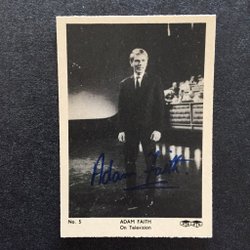 Adam Faith
No. 5
ADAM FAITH
On Television